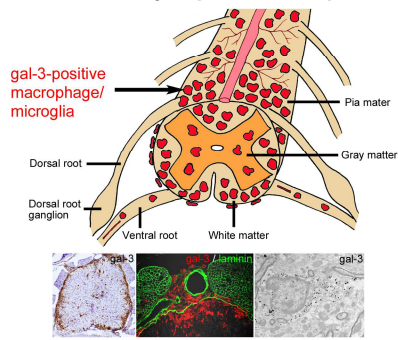 gal-3-positive
macrophage/
microglia
Pia mater
Gray matter
Dorsal root
Dorsal root
ganglion
Ventral root
White matter
gal-3
gal-3 / laminin
gal-3